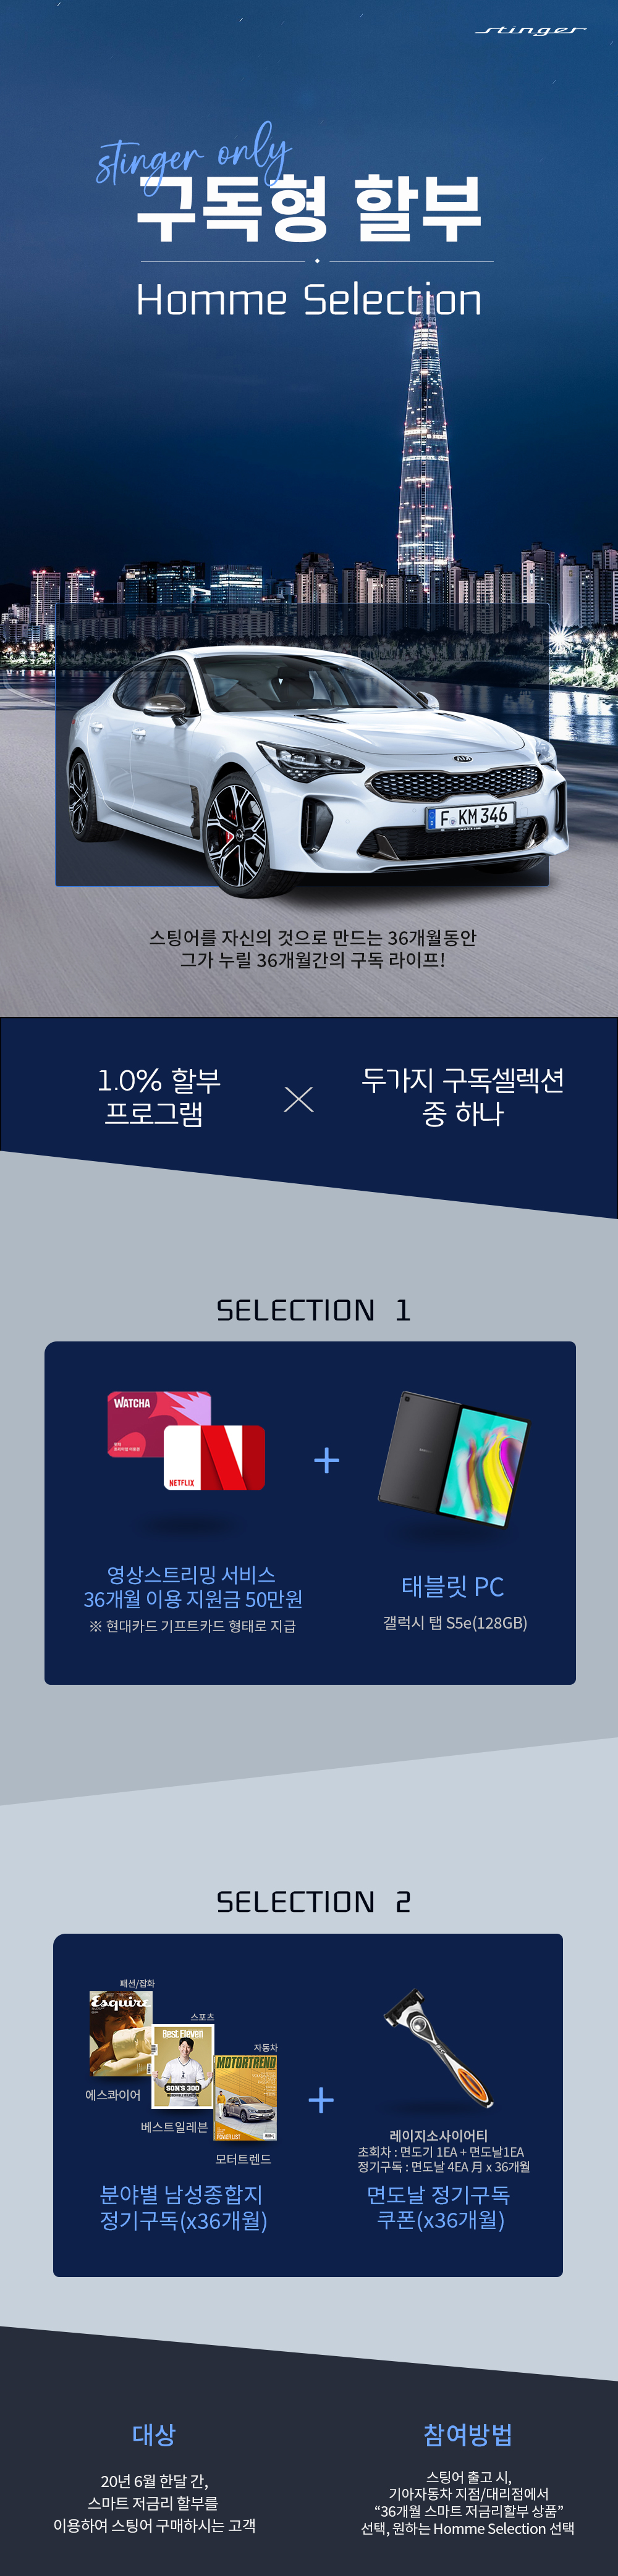 stinger
stinger only
구독형 할부
Homme Selection
KIA
F KM 346
스팅어를 자신의 것으로 만드는 36개월동안
그가 누릴 36개월간의 구독 라이프!
1.0% 할부
프로그램
두가지 구독셀렉션
중 하나
SELECTION 1
WATCHA
NETFLIX
+
영상스트리밍 서비스
36개월 이용 지원금 50만원
※ 현대카드 기프트카드 형태로 지급
태블릿 PC
갤럭시 탭 S5e(128GB)
SELECTION 2
패션/잡화
Esquire
에스콰이어
스포츠
Best Eleven
SON'S 300
베스트일레븐
자동차
MOTORTREND
모터트렌드
분야별 남성종합지
정기구독(x36개월)
+
레이지소사이어티
초회차 : 면도기 1EA + 면도날1EA
정기구독 : 면도날 4EA 月 x 36개월
면도날 정기구독
쿠폰(x36개월)
대상
20년 6월 한달 간,
스마트 저금리 할부를
이용하여 스팅어 구매하시는 고객
참여방법
스팅어 출고 시,
기아자동차 지점/대리점에서
“36개월 스마트 저금리할부 상품”
선택, 원하는 Homme Selection 선택